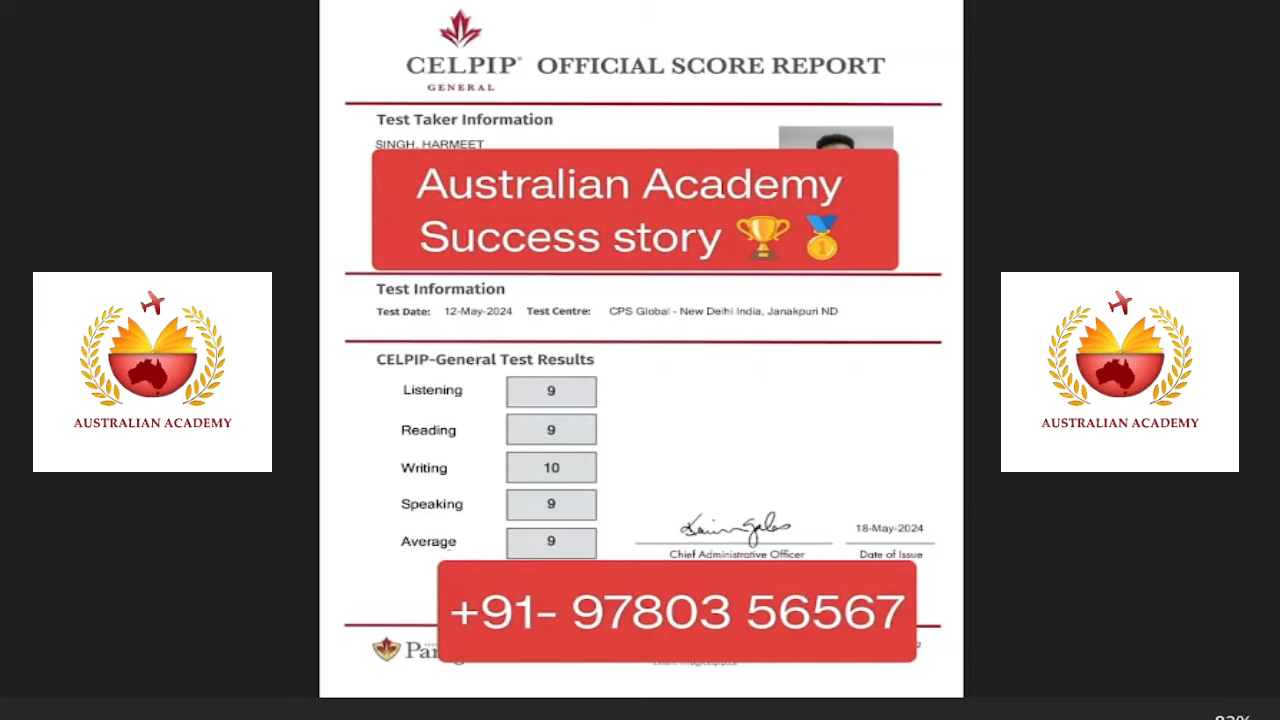 CELPIP® OFFICIAL SCORE REPORT
GENERAL
Test Taker Information
SINGH, HARMEET
Australian Academy
Success story 🏆 🏅
Test Information
Test Date: 12-May-2024 Test Centre: CPS Global - New Delhi India, Janakpuri ND
CELPIP-General Test Results
Listening 9
Reading 9
Writing 10
Speaking 9
Average 9
18-May-2024
Chief Administrative Officer Date of Issue
+91- 97803 56567
AUSTRALIAN ACADEMY
AUSTRALIAN ACADEMY